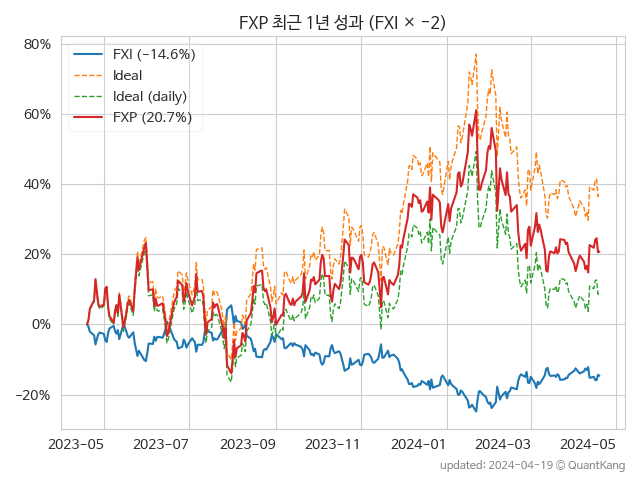 FXP 최근 1년 성과 (FXI × −2)
80%
60%
40%
20%
0%
−20%
FXI (−14.6%)
Ideal
Ideal (daily)
FXP (20.7%)
2023−05 2023−07 2023−09 2023−11 2024−01 2024−03 2024−05
updated: 2024−04−19 © QuantKang